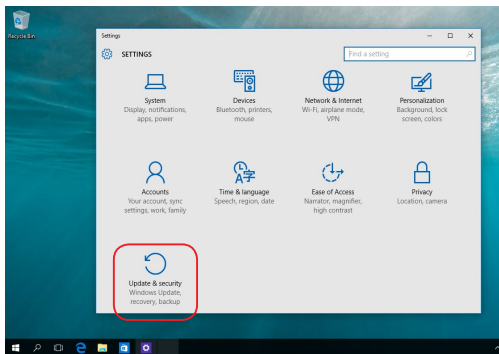 Recycle Bin
Settings
SETTINGS
Find a setting
System
Display, notifications,
apps, power
Devices
Bluetooth, printers,
mouse
Network & Internet
Wi-Fi, airplane mode,
VPN
Personalization
Background, lock
screen, colors
Accounts
Your account, sync
settings, work, family
Time & language
Speech, region, date
Ease of Access
Narrator, magnifier,
high contrast
Privacy
Location, camera
Update & security
Windows Update,
recovery, backup